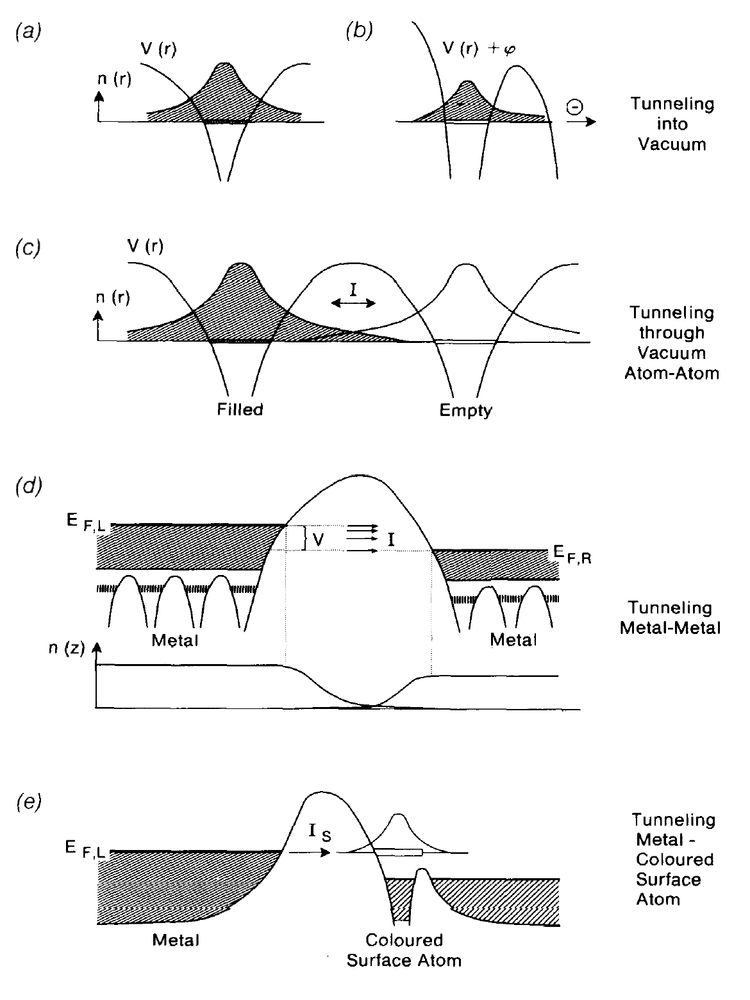 (a)
V (r)
n (r)
(b)
V (r) + φ
⊖
Tunneling
into
Vacuum
(c)
V (r)
n (r)
I
Filled
Empty
Tunneling
through
Vacuum
Atom-Atom
(d)
E F,L
V
I
E F,R
Metal
Metal
n (z)
Tunneling
Metal-Metal
(e)
E F,L
I S
Metal
Coloured
Surface Atom
Tunneling
Metal -
Coloured
Surface
Atom